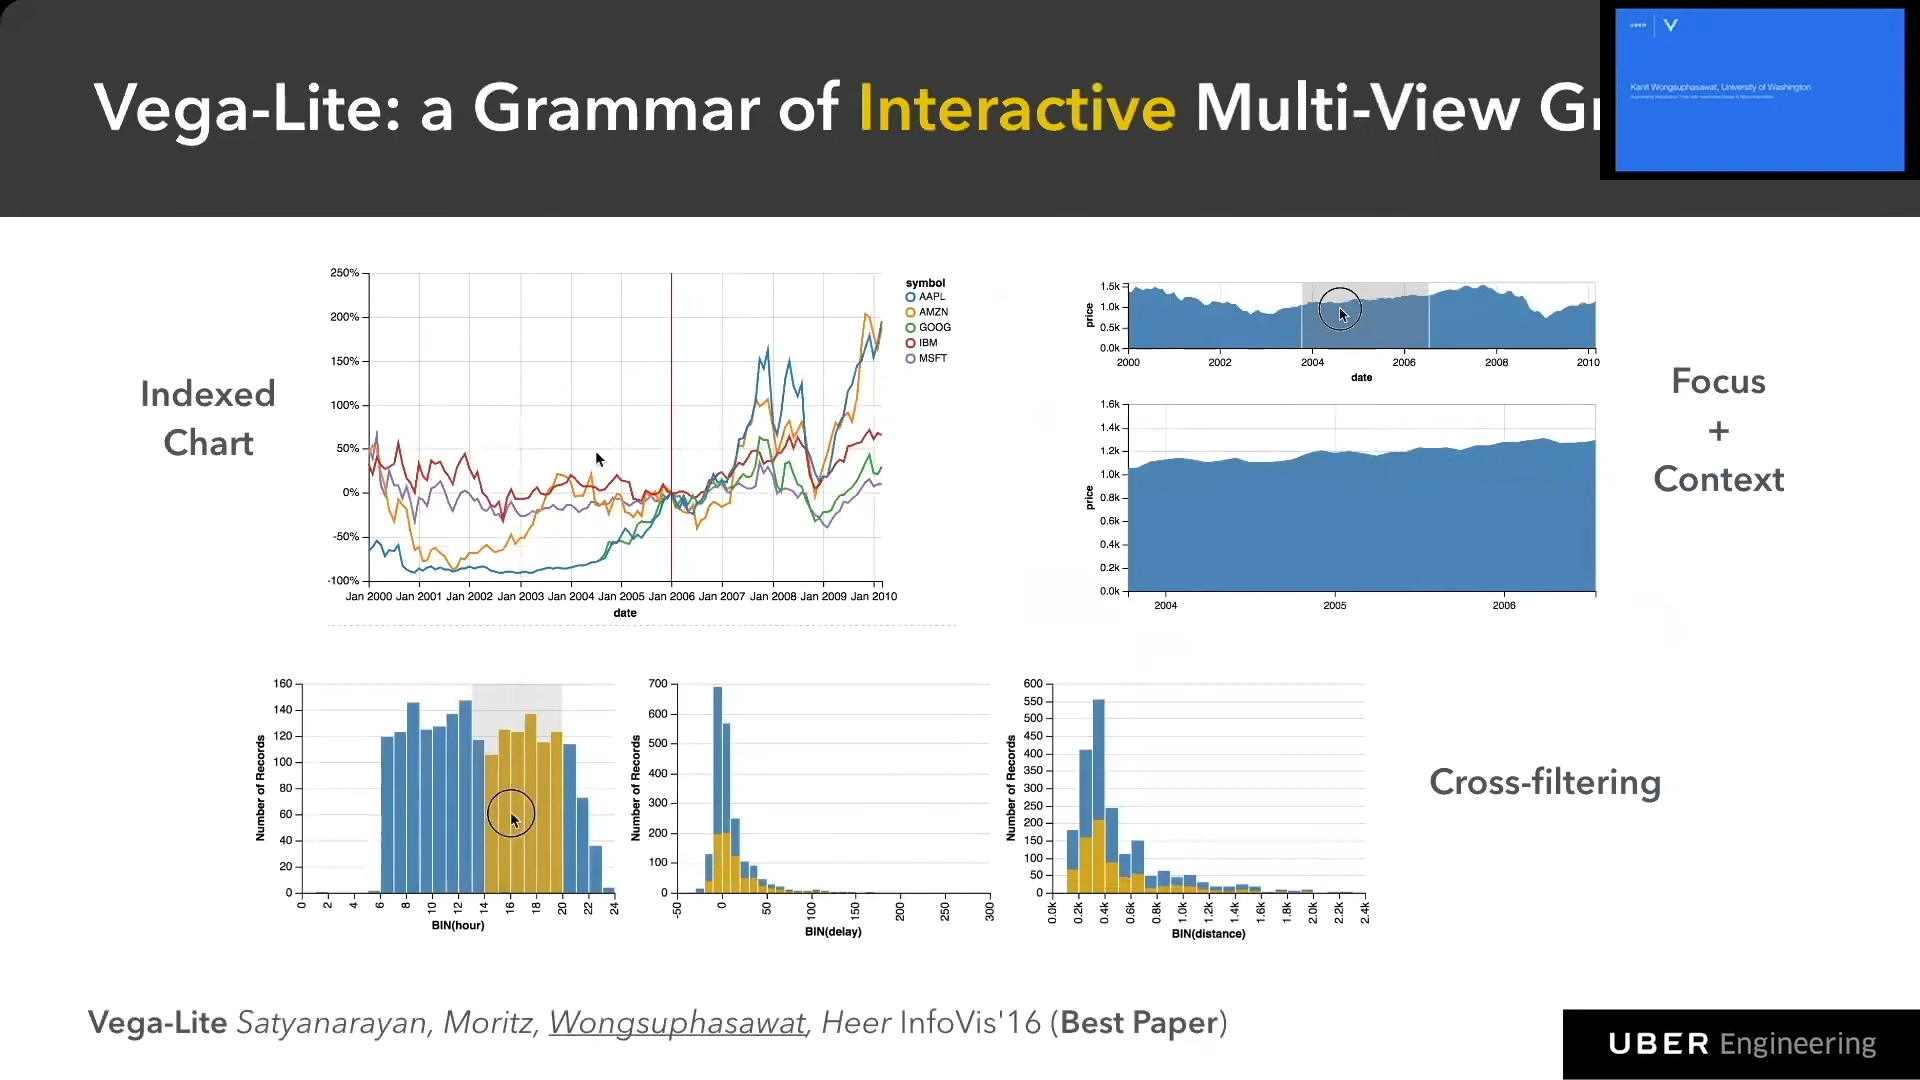 Vega-Lite: a Grammar of Interactive Multi-View Gr
UBER
Kanit Wongsuphasawat, University of Washington
Indexed
Chart
250%
200%
150%
100%
50%
0%
-50%
-100%
Jan 2000 Jan 2001 Jan 2002 Jan 2003 Jan 2004 Jan 2005 Jan 2006 Jan 2007 Jan 2008 Jan 2009 Jan 2010
date
symbol
AAPL
AMZN
GOOG
IBM
MSFT
price
1.5k
1.0k
0.5k
0.0k
2000 2002 2004 2006 2008 2010
date
price
1.6k
1.4k
1.2k
1.0k
0.8k
0.6k
0.4k
0.2k
0.0k
2004 2005 2006
Focus
+
Context
Number of Records
160
140
120
100
80
60
40
20
0
0 2 4 6 8 10 12 14 16 18 20 22 24
BIN(hour)
Number of Records
700
600
500
400
300
200
100
0
-50 0 50 100 150 200 250 300
BIN(delay)
Number of Records
600
550
500
450
400
350
300
250
200
150
100
50
0
0.0k 0.2k 0.4k 0.6k 0.8k 1.0k 1.2k 1.4k 1.6k 1.8k 2.0k 2.2k 2.4k
BIN(distance)
Cross-filtering
Vega-Lite Satyanarayan, Moritz, Wongsuphasawat, Heer InfoVis'16 (Best Paper)
UBER Engineering